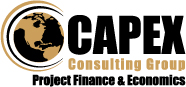 CAPEX
Consulting Group
Project Finance & Economics